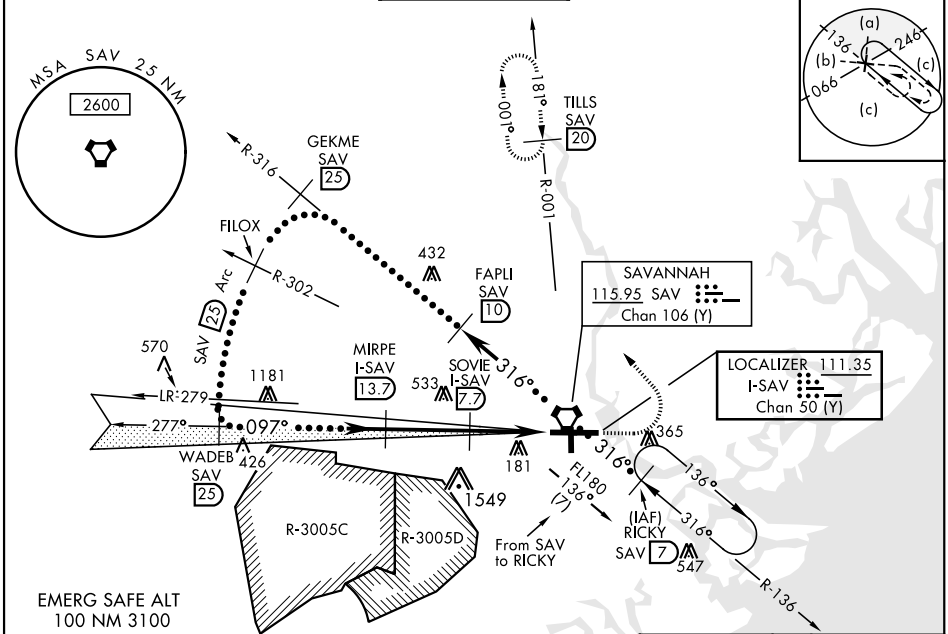 MSA SAV 25 NM
2600
(a)
136
246
(b)
(c)
066
(c)
181°
001°
TILLS
SAV
20
R-001
GEKME
SAV
25
R-316
FILOX
R-302
SAV 25 Arc
432
FAPLI
SAV
10
316°
SAVANNAH
115.95 SAV
Chan 106 (Y)
LOCALIZER 111.35
I-SAV
Chan 50 (Y)
570
LR-279
1181
MIRPE
I-SAV
13.7
533
SOVIE
I-SAV
7.7
277°
097°
WADEB
SAV
25
426
181
365
1549
R-3005C
R-3005D
FL180
136°
(7)
From SAV
to RICKY
316°
136°
316°
(IAF)
RICKY
SAV 7
547
R-136
EMERG SAFE ALT
100 NM 3100